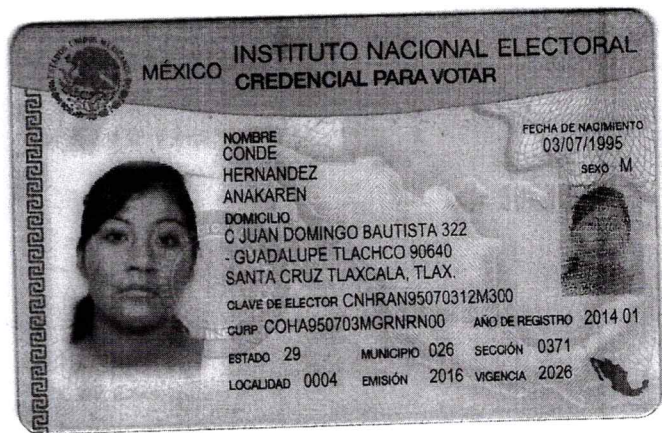 MÉXICO
INSTITUTO NACIONAL ELECTORAL
CREDENCIAL PARA VOTAR
NOMBRE
CONDE
HERNANDEZ
ANAKAREN
FECHA DE NACIMIENTO
03/07/1995
SEXO M
DOMICILIO
C JUAN DOMINGO BAUTISTA 322
- GUADALUPE TLACHCO 90640
SANTA CRUZ TLAXCALA, TLAX.
CLAVE DE ELECTOR CNHRAN95070312M300
CURP COHA950703MGRNRN00 AÑO DE REGISTRO 2014 01
ESTADO 29 MUNICIPIO 026 SECCIÓN 0371
LOCALIDAD 0004 EMISIÓN 2016 VIGENCIA 2026